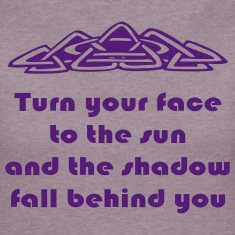 Turn your face
to the sun
and the shadow
fall behind you